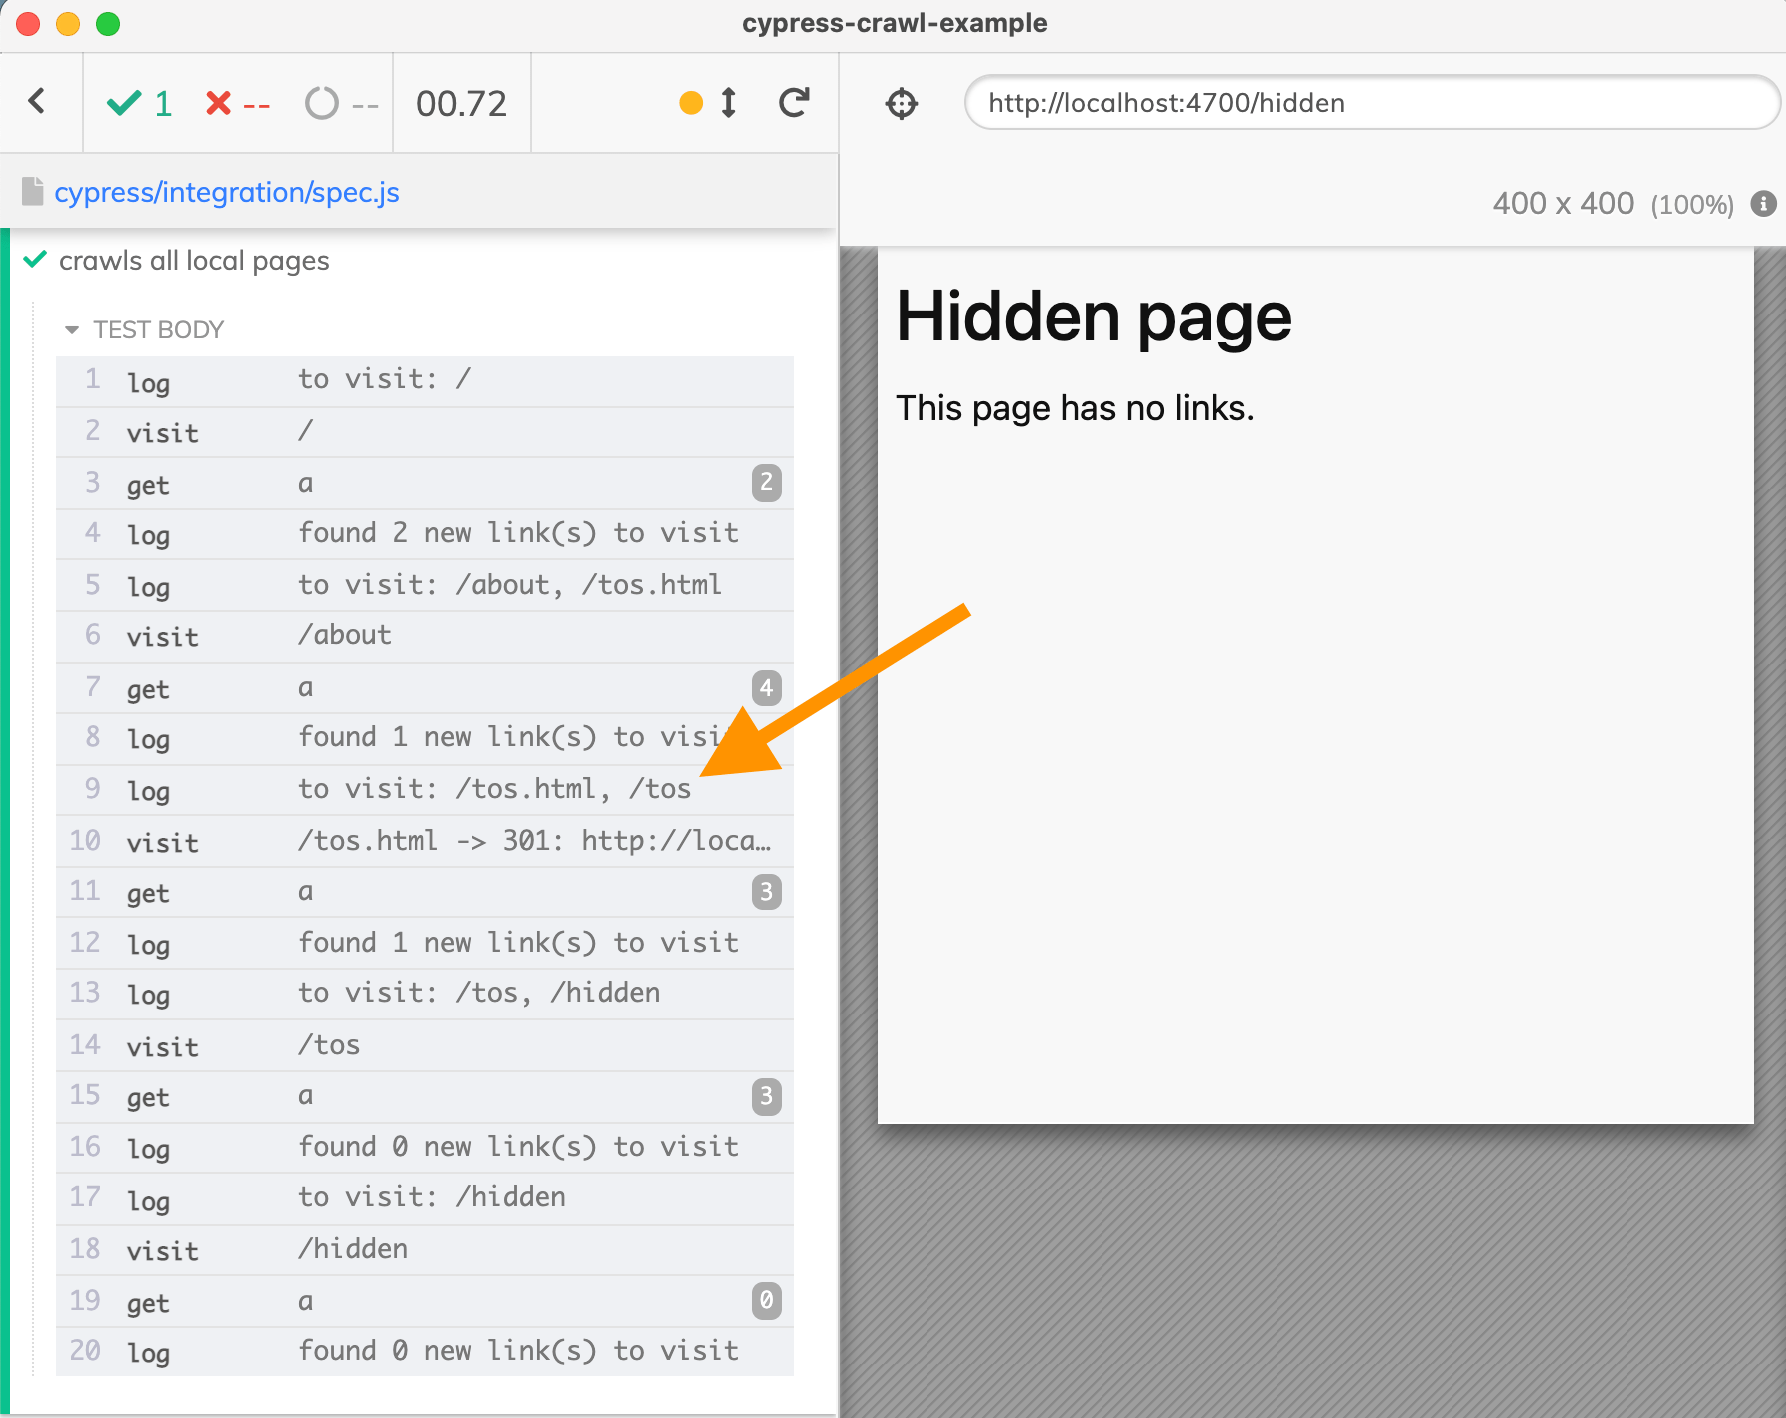 cypress-crawl-example
1 -- -- 00.72
http://localhost:4700/hidden
cypress/integration/spec.js
400 x 400 (100%)
crawls all local pages
TEST BODY
1 log to visit: /
2 visit /
3 get a 2
4 log found 2 new link(s) to visit
5 log to visit: /about, /tos.html
6 visit /about
7 get a 4
8 log found 1 new link(s) to visi
9 log to visit: /tos.html, /tos
10 visit /tos.html -> 301: http://loca…
11 get a 3
12 log found 1 new link(s) to visit
13 log to visit: /tos, /hidden
14 visit /tos
15 get a 3
16 log found 0 new link(s) to visit
17 log to visit: /hidden
18 visit /hidden
19 get a 0
20 log found 0 new link(s) to visit
Hidden page
This page has no links.